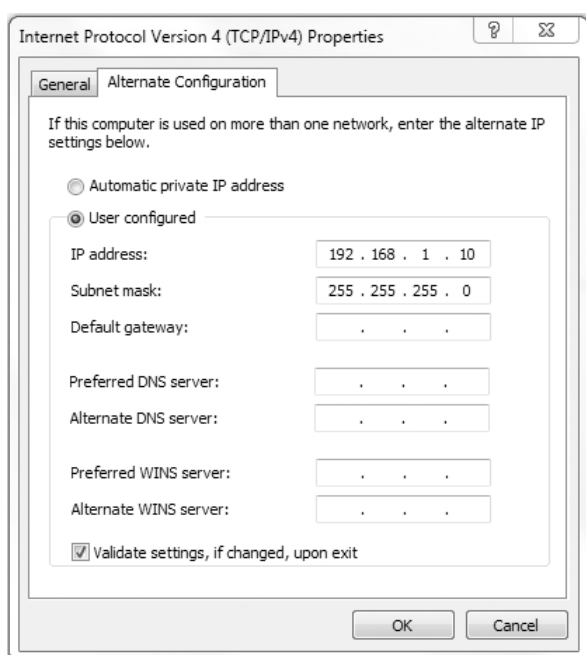 Internet Protocol Version 4 (TCP/IPv4) Properties ?
General Alternate Configuration
If this computer is used on more than one network, enter the alternate IP
settings below.
Automatic private IP address
User configured
IP address: 192 . 168 . 1 . 10
Subnet mask: 255 . 255 . 255 . 0
Default gateway: . . .
Preferred DNS server: . . .
Alternate DNS server: . . .
Preferred WINS server: . . .
Alternate WINS server: . . .
Validate settings, if changed, upon exit
OK Cancel